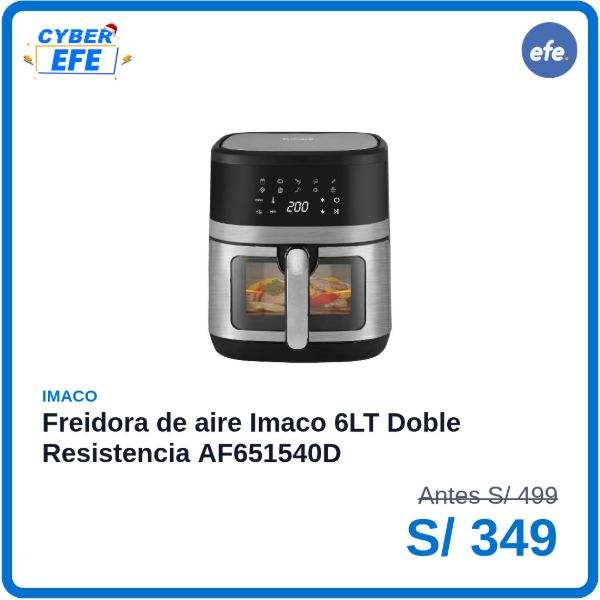 CYBER
EFE
efe.
200
IMACO
Freidora de aire Imaco 6LT Doble
Resistencia AF651540D
Antes S/ 499
S/ 349